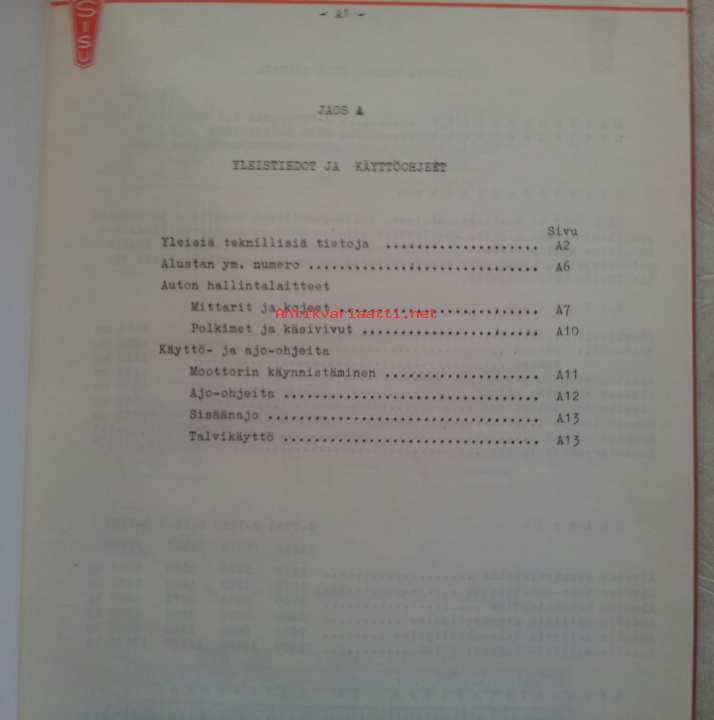 SISU
JAOS A
YLEISTIEDOT JA KÄYTTÖOHJEET
Sivu
Yleisiä teknillisiä tietoja .................... A2
Alustan ym. numero .............................. A6
Auton hallintalaitteet
Mittarit ja kojeet .......................... A7
Antikvariaatti.net
Polkimet ja käsivivut ....................... A10
Käyttö- ja ajo-ohjeita
Moottorin käynnistäminen .................... A11
Ajo-ohjeita ................................. A12
Sisäänajo ................................... A13
Talvikäyttö ................................. A13